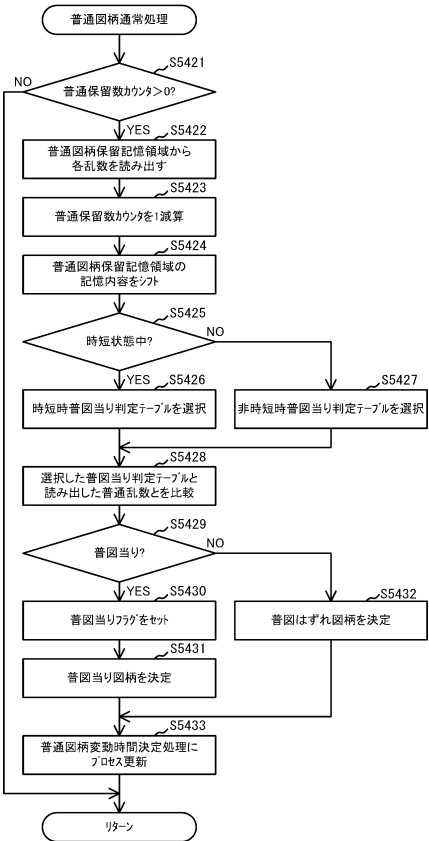 普通図柄通常処理
S5421
NO
普通保留数カウンタ>0?
YES
S5422
普通図柄保留記憶領域から
各乱数を読み出す
S5423
普通保留数カウンタを1減算
S5424
普通図柄保留記憶領域の
記憶内容をシフト
S5425
時短状態中?
NO
YES
S5426
時短時普図当り判定テーブルを選択
S5427
非時短時普図当り判定テーブルを選択
S5428
選択した普図当り判定テーブルと
読み出した普通乱数とを比較
S5429
普図当り?
NO
YES
S5430
普図当りフラグをセット
S5432
普図はずれ図柄を決定
S5431
普図当り図柄を決定
S5433
普通図柄変動時間決定処理に
プロセス更新
リターン